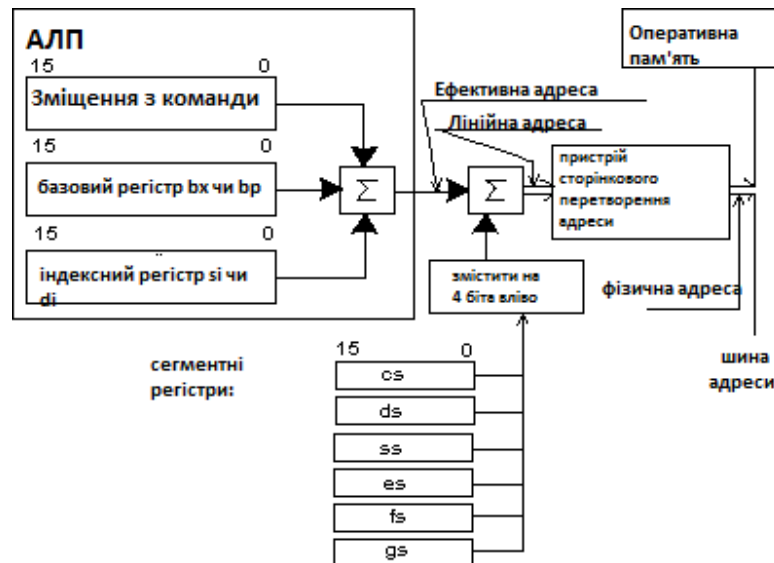 АЛП
15 0
Зміщення з команди
15 0
базовий регістр bx чи bp
15 0
індексний регістр si чи
di
Σ
Ефективна адреса
Лінійна адреса
Σ
Оперативна
пам'ять
пристрій
сторінкового
перетворення
адреси
змістити на
4 біта вліво
фізична адреса
шина
адреси
сегментні
регістри:
15 0
cs
ds
ss
es
fs
gs